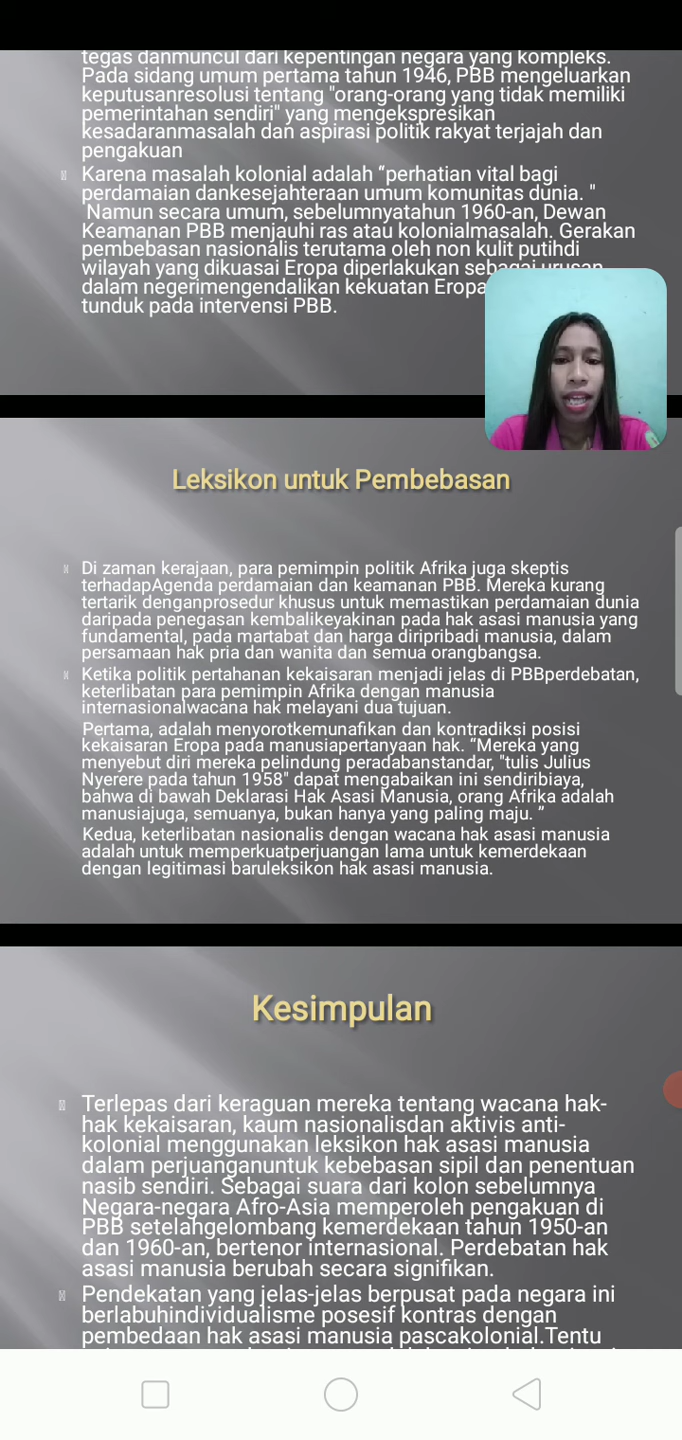 tegas danmuncul dari kepentingan negara yang kompleks.
Pada sidang umum pertama tahun 1946, PBB mengeluarkan
keputusanresolusi tentang "orang-orang yang tidak memiliki
pemerintahan sendiri" yang mengekspresikan
kesadaranmasalah dan aspirasi politik rakyat terjajah dan
pengakuan
Karena masalah kolonial adalah “perhatian vital bagi
perdamaian dankesejahteraan umum komunitas dunia. "
Namun secara umum, sebelumnyatahun 1960-an, Dewan
Keamanan PBB menjauhi ras atau kolonialmasalah. Gerakan
pembebasan nasionalis terutama oleh non kulit putihdi
wilayah yang dikuasai Eropa diperlakukan sebagai urusan
dalam negerimengendalikan kekuatan Eropa
tunduk pada intervensi PBB.
Leksikon untuk Pembebasan
Di zaman kerajaan, para pemimpin politik Afrika juga skeptis
terhadapAgenda perdamaian dan keamanan PBB. Mereka kurang
tertarik denganprosedur khusus untuk memastikan perdamaian dunia
daripada penegasan kembalikeyakinan pada hak asasi manusia yang
fundamental, pada martabat dan harga diripribadi manusia, dalam
persamaan hak pria dan wanita dan semua orangbangsa.
Ketika politik pertahanan kekaisaran menjadi jelas di PBBperdebatan,
keterlibatan para pemimpin Afrika dengan manusia
internasionalwacana hak melayani dua tujuan.
Pertama, adalah menyorotkemunafikan dan kontradiksi posisi
kekaisaran Eropa pada manusiapertanyaan hak. “Mereka yang
menyebut diri mereka pelindung peradabanstandar, "tulis Julius
Nyerere pada tahun 1958" dapat mengabaikan ini sendiribiaya,
bahwa di bawah Deklarasi Hak Asasi Manusia, orang Afrika adalah
manusiajuga, semuanya, bukan hanya yang paling maju. ”
Kedua, keterlibatan nasionalis dengan wacana hak asasi manusia
adalah untuk memperkuatperjuangan lama untuk kemerdekaan
dengan legitimasi baruleksikon hak asasi manusia.
Kesimpulan
Terlepas dari keraguan mereka tentang wacana hak-
hak kekaisaran, kaum nasionalisdan aktivis anti-
kolonial menggunakan leksikon hak asasi manusia
dalam perjuanganuntuk kebebasan sipil dan penentuan
nasib sendiri. Sebagai suara dari kolon sebelumnya
Negara-negara Afro-Asia memperoleh pengakuan di
PBB setelahgelombang kemerdekaan tahun 1950-an
dan 1960-an, bertenor internasional. Perdebatan hak
asasi manusia berubah secara signifikan.
Pendekatan yang jelas-jelas berpusat pada negara ini
berlabuhindividualisme posesif kontras dengan
pembedaan hak asasi manusia pascakolonial.Tentu